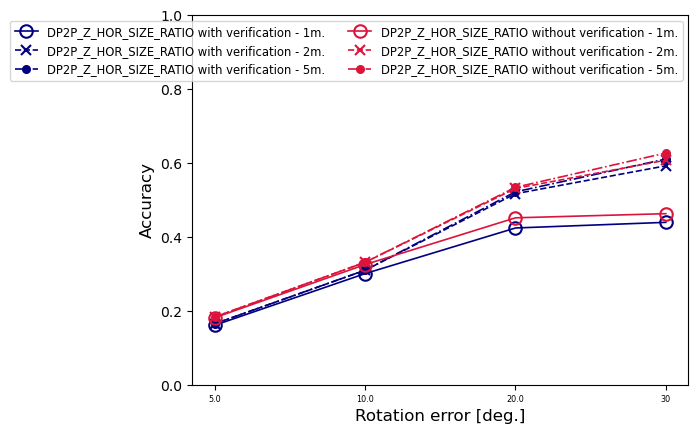 1.0
DP2P_Z_HOR_SIZE_RATIO with verification - 1m.
DP2P_Z_HOR_SIZE_RATIO with verification - 2m.
DP2P_Z_HOR_SIZE_RATIO with verification - 5m.
DP2P_Z_HOR_SIZE_RATIO without verification - 1m.
DP2P_Z_HOR_SIZE_RATIO without verification - 2m.
DP2P_Z_HOR_SIZE_RATIO without verification - 5m.
0.8
0.6
0.4
0.2
0.0
Accuracy
5.0 10.0 20.0 30
Rotation error [deg.]